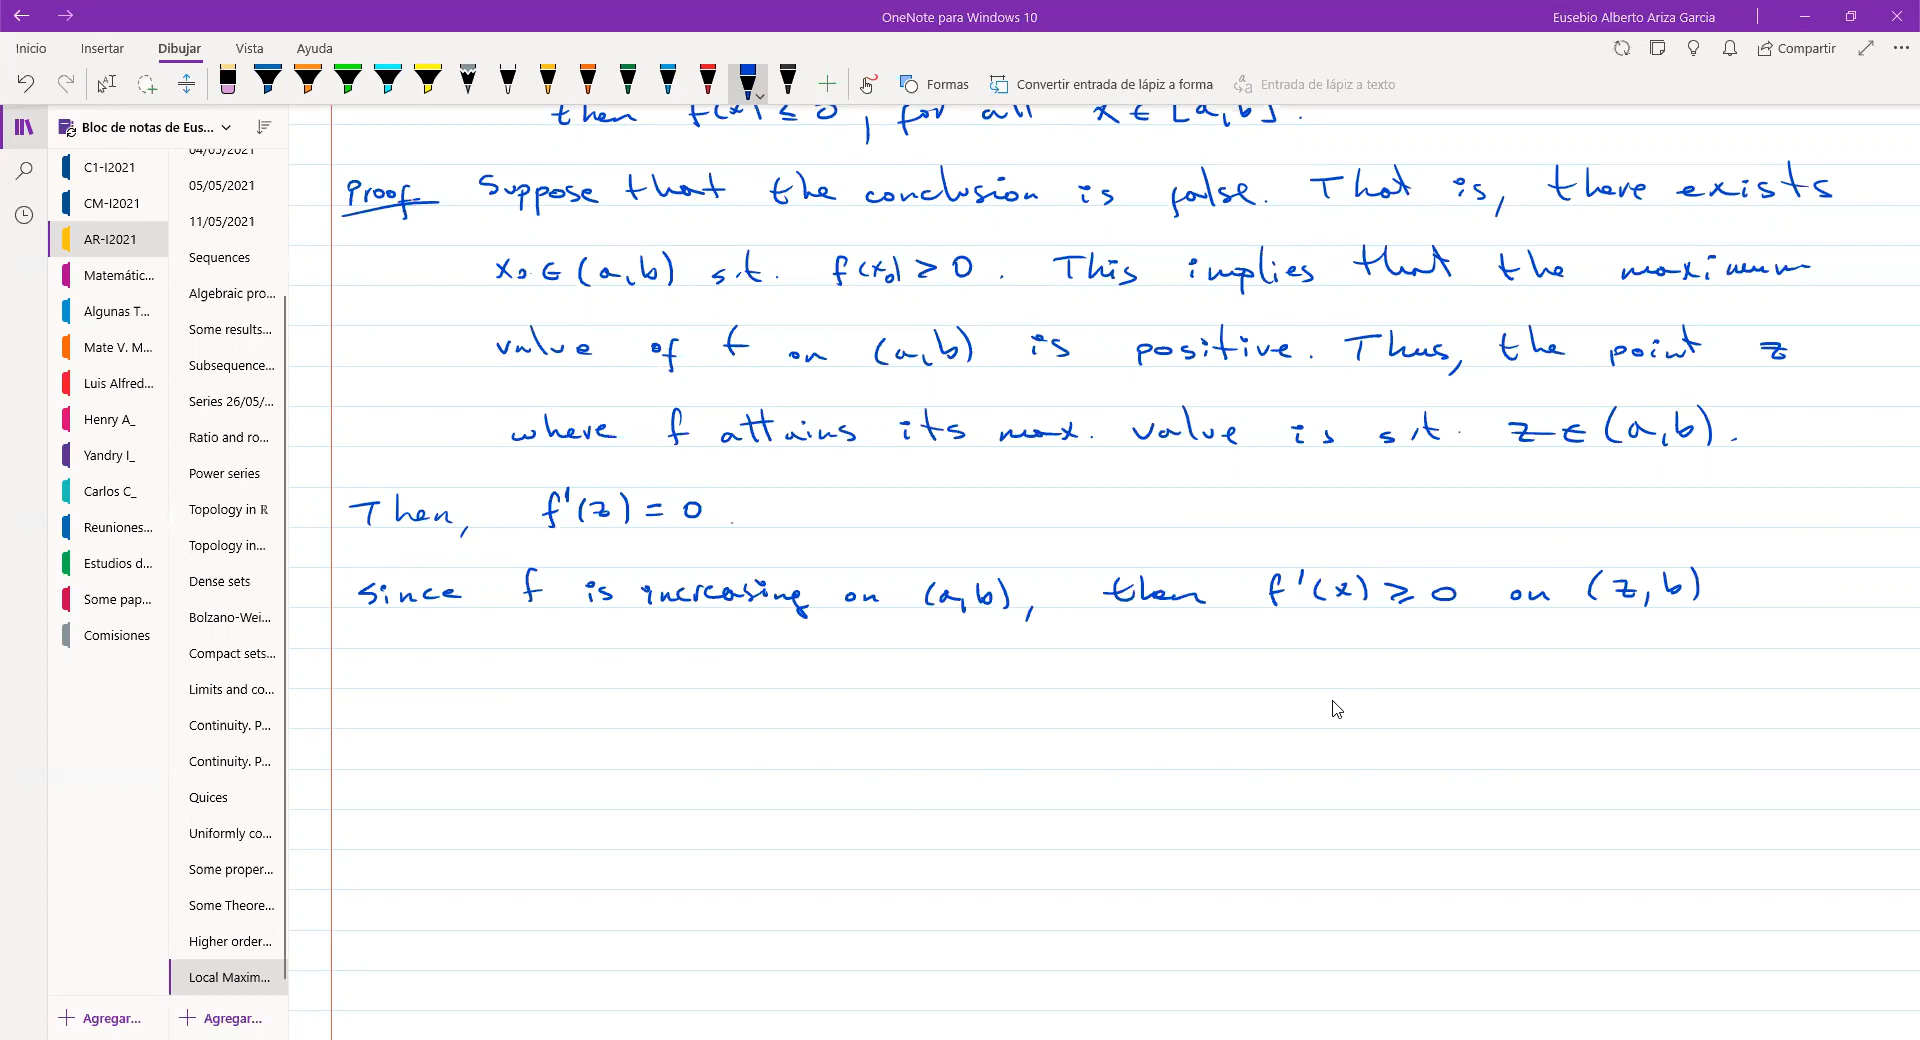 OneNote para Windows 10
Eusebio Alberto Ariza Garcia
Inicio Insertar Dibujar Vista Ayuda
Compartir
Formas
Convertir entrada de lápiz a forma
Entrada de lápiz a texto
Bloc de notas de Eus...
C1-I2021
CM-I2021
AR-I2021
Matemátic...
Algunas T...
Mate V. M...
Luis Alfred...
Henry A_
Yandry I_
Carlos C_
Reuniones...
Estudios d...
Some pap...
Comisiones
Agregar...
04/05/2021
05/05/2021
11/05/2021
Sequences
Algebraic pro...
Some results...
Subsequence...
Series 26/05/...
Ratio and ro...
Power series
Topology in ℝ
Topology in...
Dense sets
Bolzano-Wei...
Compact sets...
Limits and co...
Continuity. P...
Continuity. P...
Quices
Uniformly co...
Some proper...
Some Theore...
Higher order...
Local Maxim...
Agregar...
then f(x) ≤ 0, for all x ∈ [a,b].
Proof Suppose that the conclusion is false. That is, there exists
x₀ ∈ (a,b) s.t. f(x₀) > 0. This implies that the maximum
value of f on (a,b) is positive. Thus, the point z
where f attains its max. value is s.t. z ∈ (a,b).
Then, f'(z) = 0.
since f is increasing on (a,b), then f'(x) ≥ 0 on (z,b)